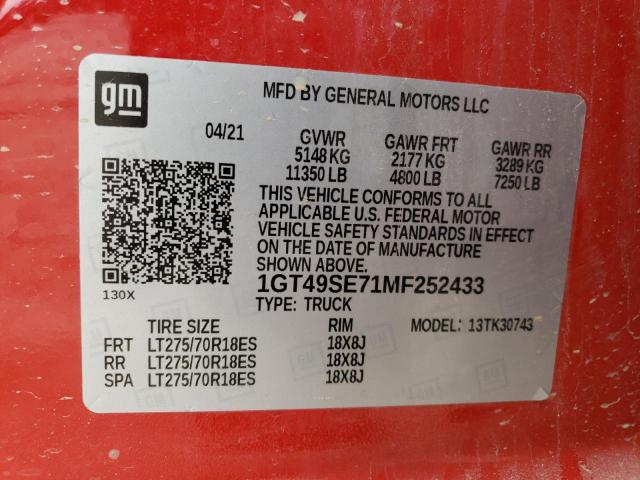 gm
MFD BY GENERAL MOTORS LLC
04/21 GVWR GAWR FRT GAWR RR
5148 KG 2177 KG 3289 KG
11350 LB 4800 LB 7250 LB
THIS VEHICLE CONFORMS TO ALL
APPLICABLE U.S. FEDERAL MOTOR
VEHICLE SAFETY STANDARDS IN EFFECT
ON THE DATE OF MANUFACTURE
SHOWN ABOVE.
130X
1GT49SE71MF252433
TYPE: TRUCK
TIRE SIZE RIM MODEL: 13TK30743
FRT LT275/70R18ES 18X8J
RR LT275/70R18ES 18X8J
SPA LT275/70R18ES 18X8J